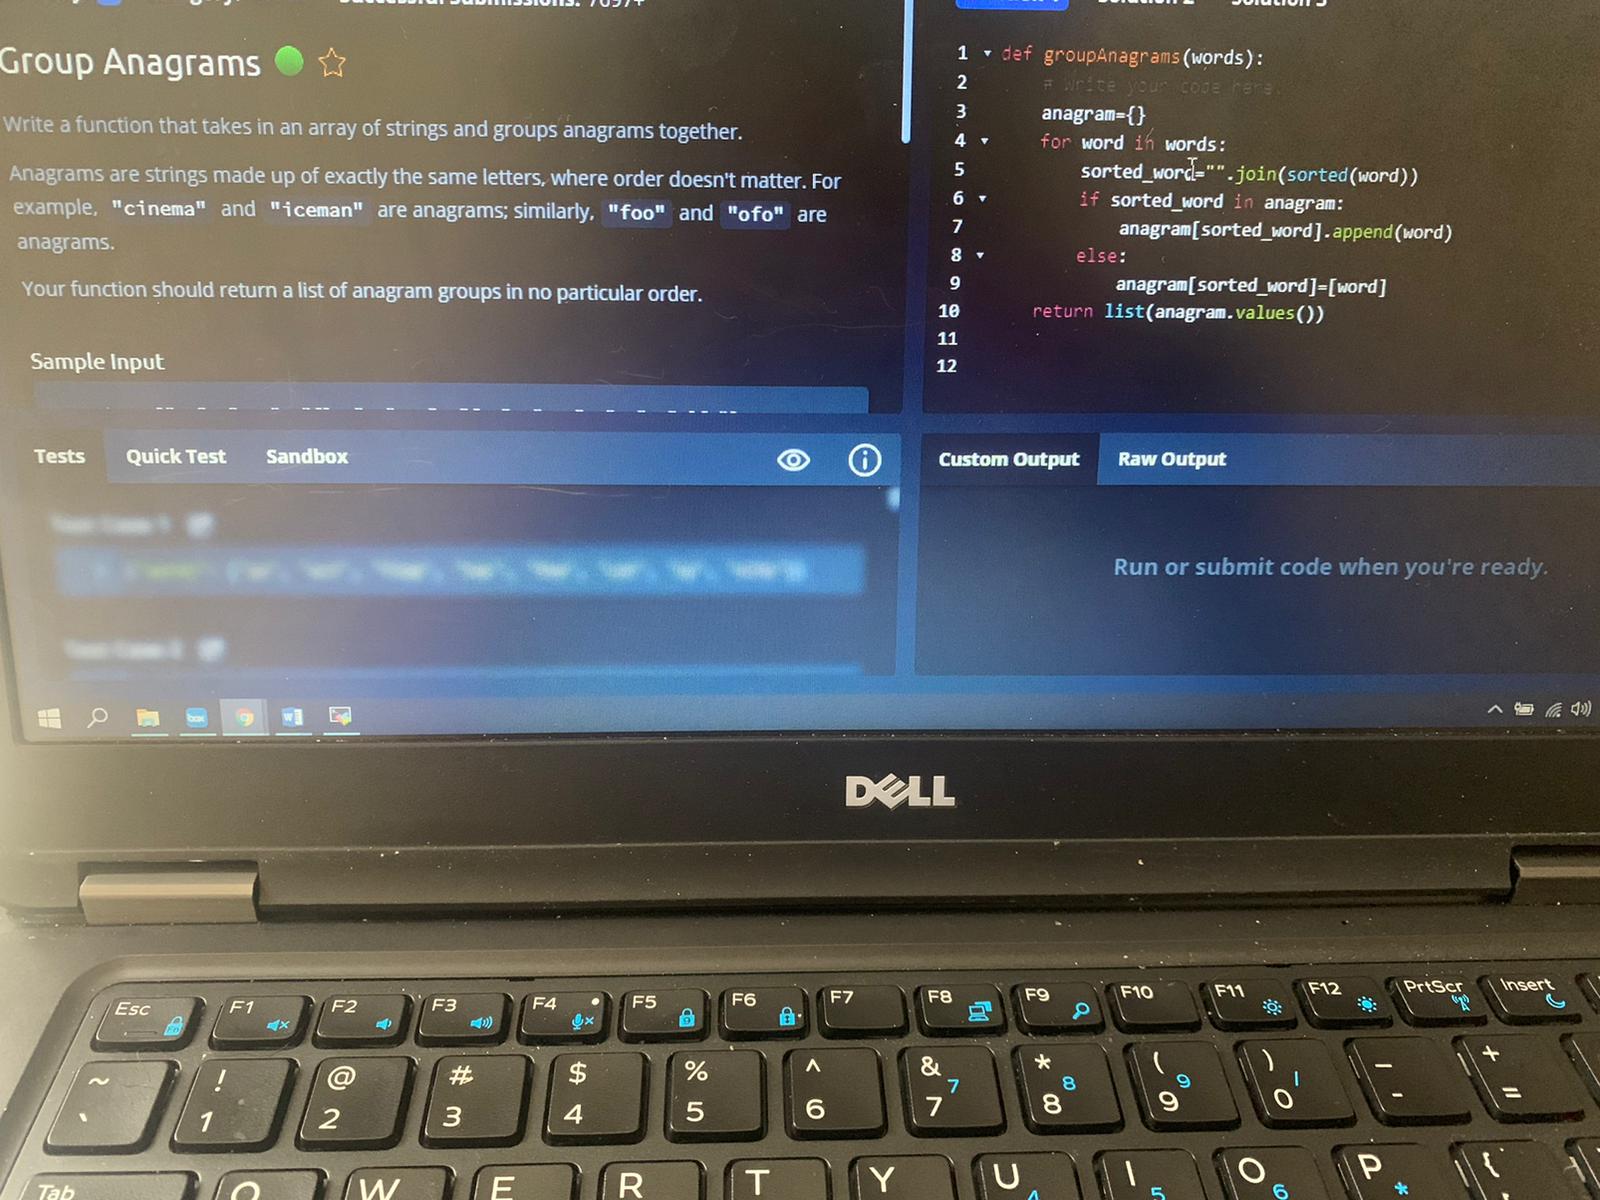 Group Anagrams
Write a function that takes in an array of strings and groups anagrams together.
Anagrams are strings made up of exactly the same letters, where order doesn't matter. For
example, "cinema" and "iceman" are anagrams; similarly, "foo" and "ofo" are
anagrams.
Your function should return a list of anagram groups in no particular order.
Sample Input
Tests Quick Test Sandbox
1 def groupAnagrams(words):
2 # Write your code here.
3 anagram={}
4 for word in words:
5 sorted_word="".join(sorted(word))
6 if sorted_word in anagram:
7 anagram[sorted_word].append(word)
8 else:
9 anagram[sorted_word]=[word]
10 return list(anagram.values())
11
12
Custom Output Raw Output
Run or submit code when you're ready.
box W
DELL
Esc F1 F2 F3 F4 F5 F6 F7 F8 F9 F10 F11 F12 PrtScr Insert
~ ! @ # $ % ^ & 7 * 8 ( 9 ) / _ +
` 1 2 3 4 5 6 7 8 9 0 - =
Tab Q W E R T Y U 4 I 5 O 6 P * {